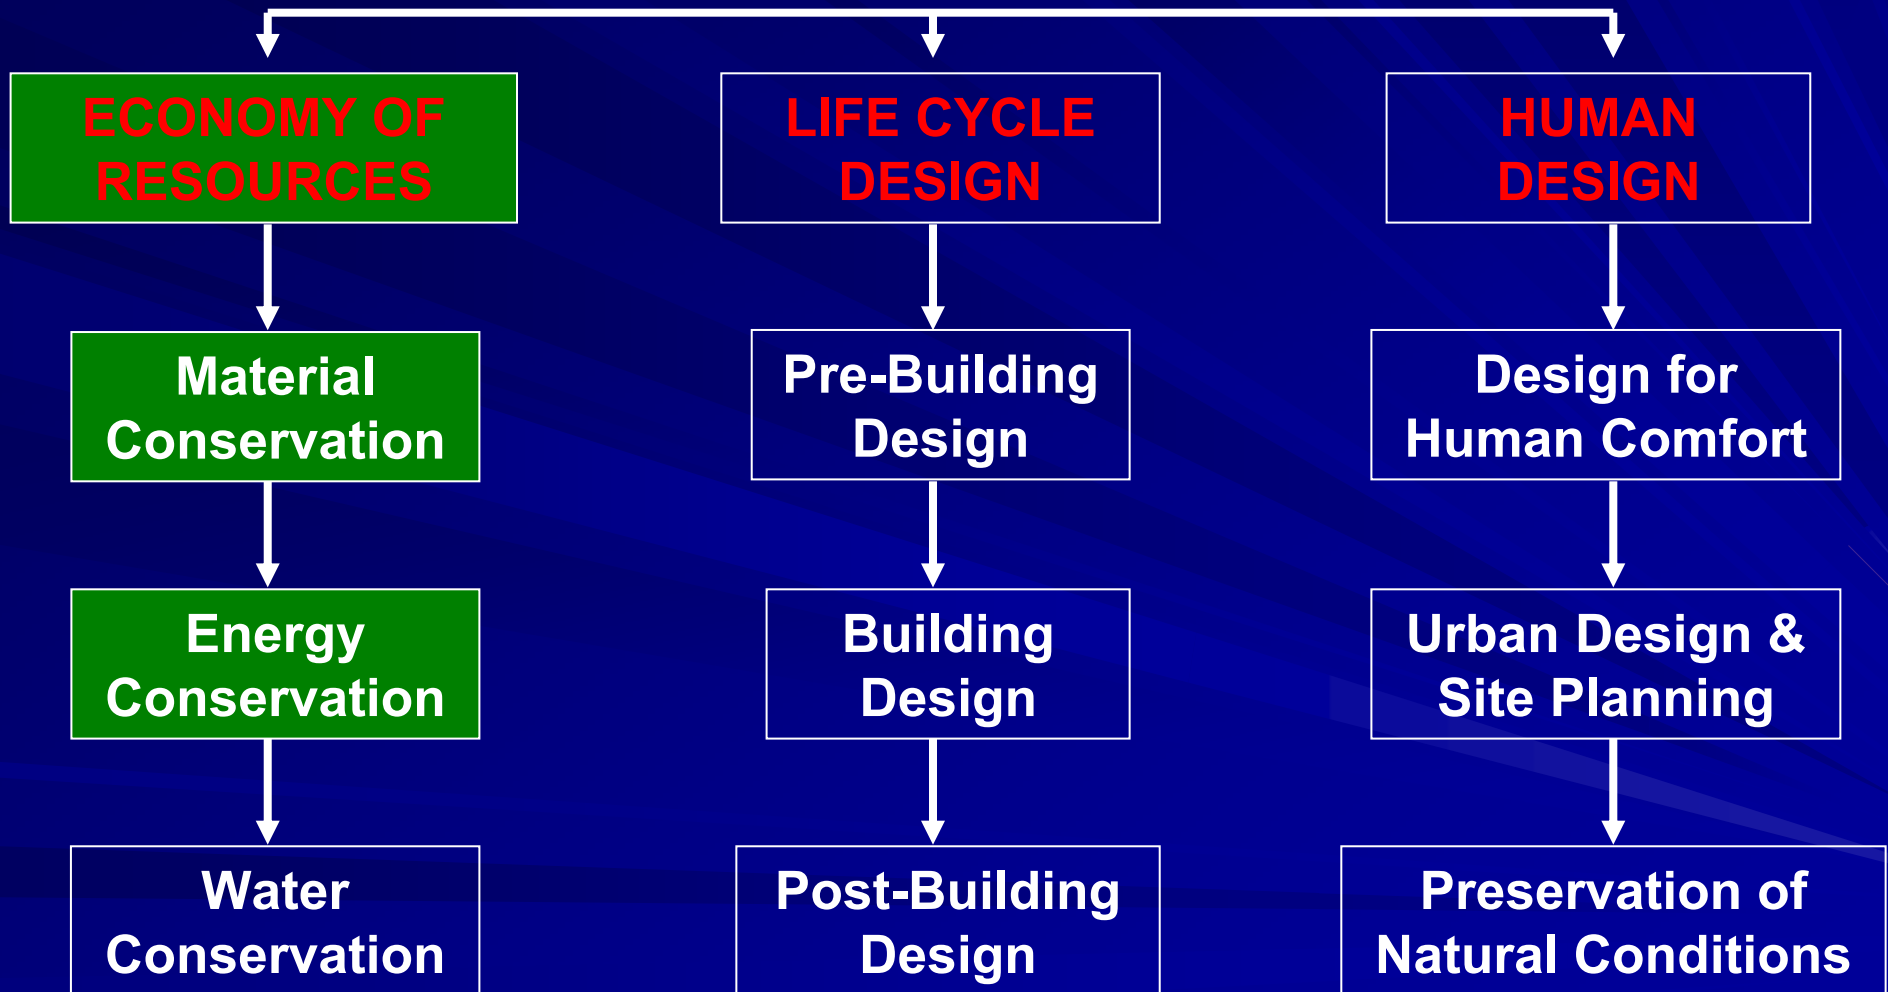 ECONOMY OF
RESOURCES
LIFE CYCLE
DESIGN
HUMAN
DESIGN
Material
Conservation
Pre-Building
Design
Design for
Human Comfort
Energy
Conservation
Building
Design
Urban Design &
Site Planning
Water
Conservation
Post-Building
Design
Preservation of
Natural Conditions